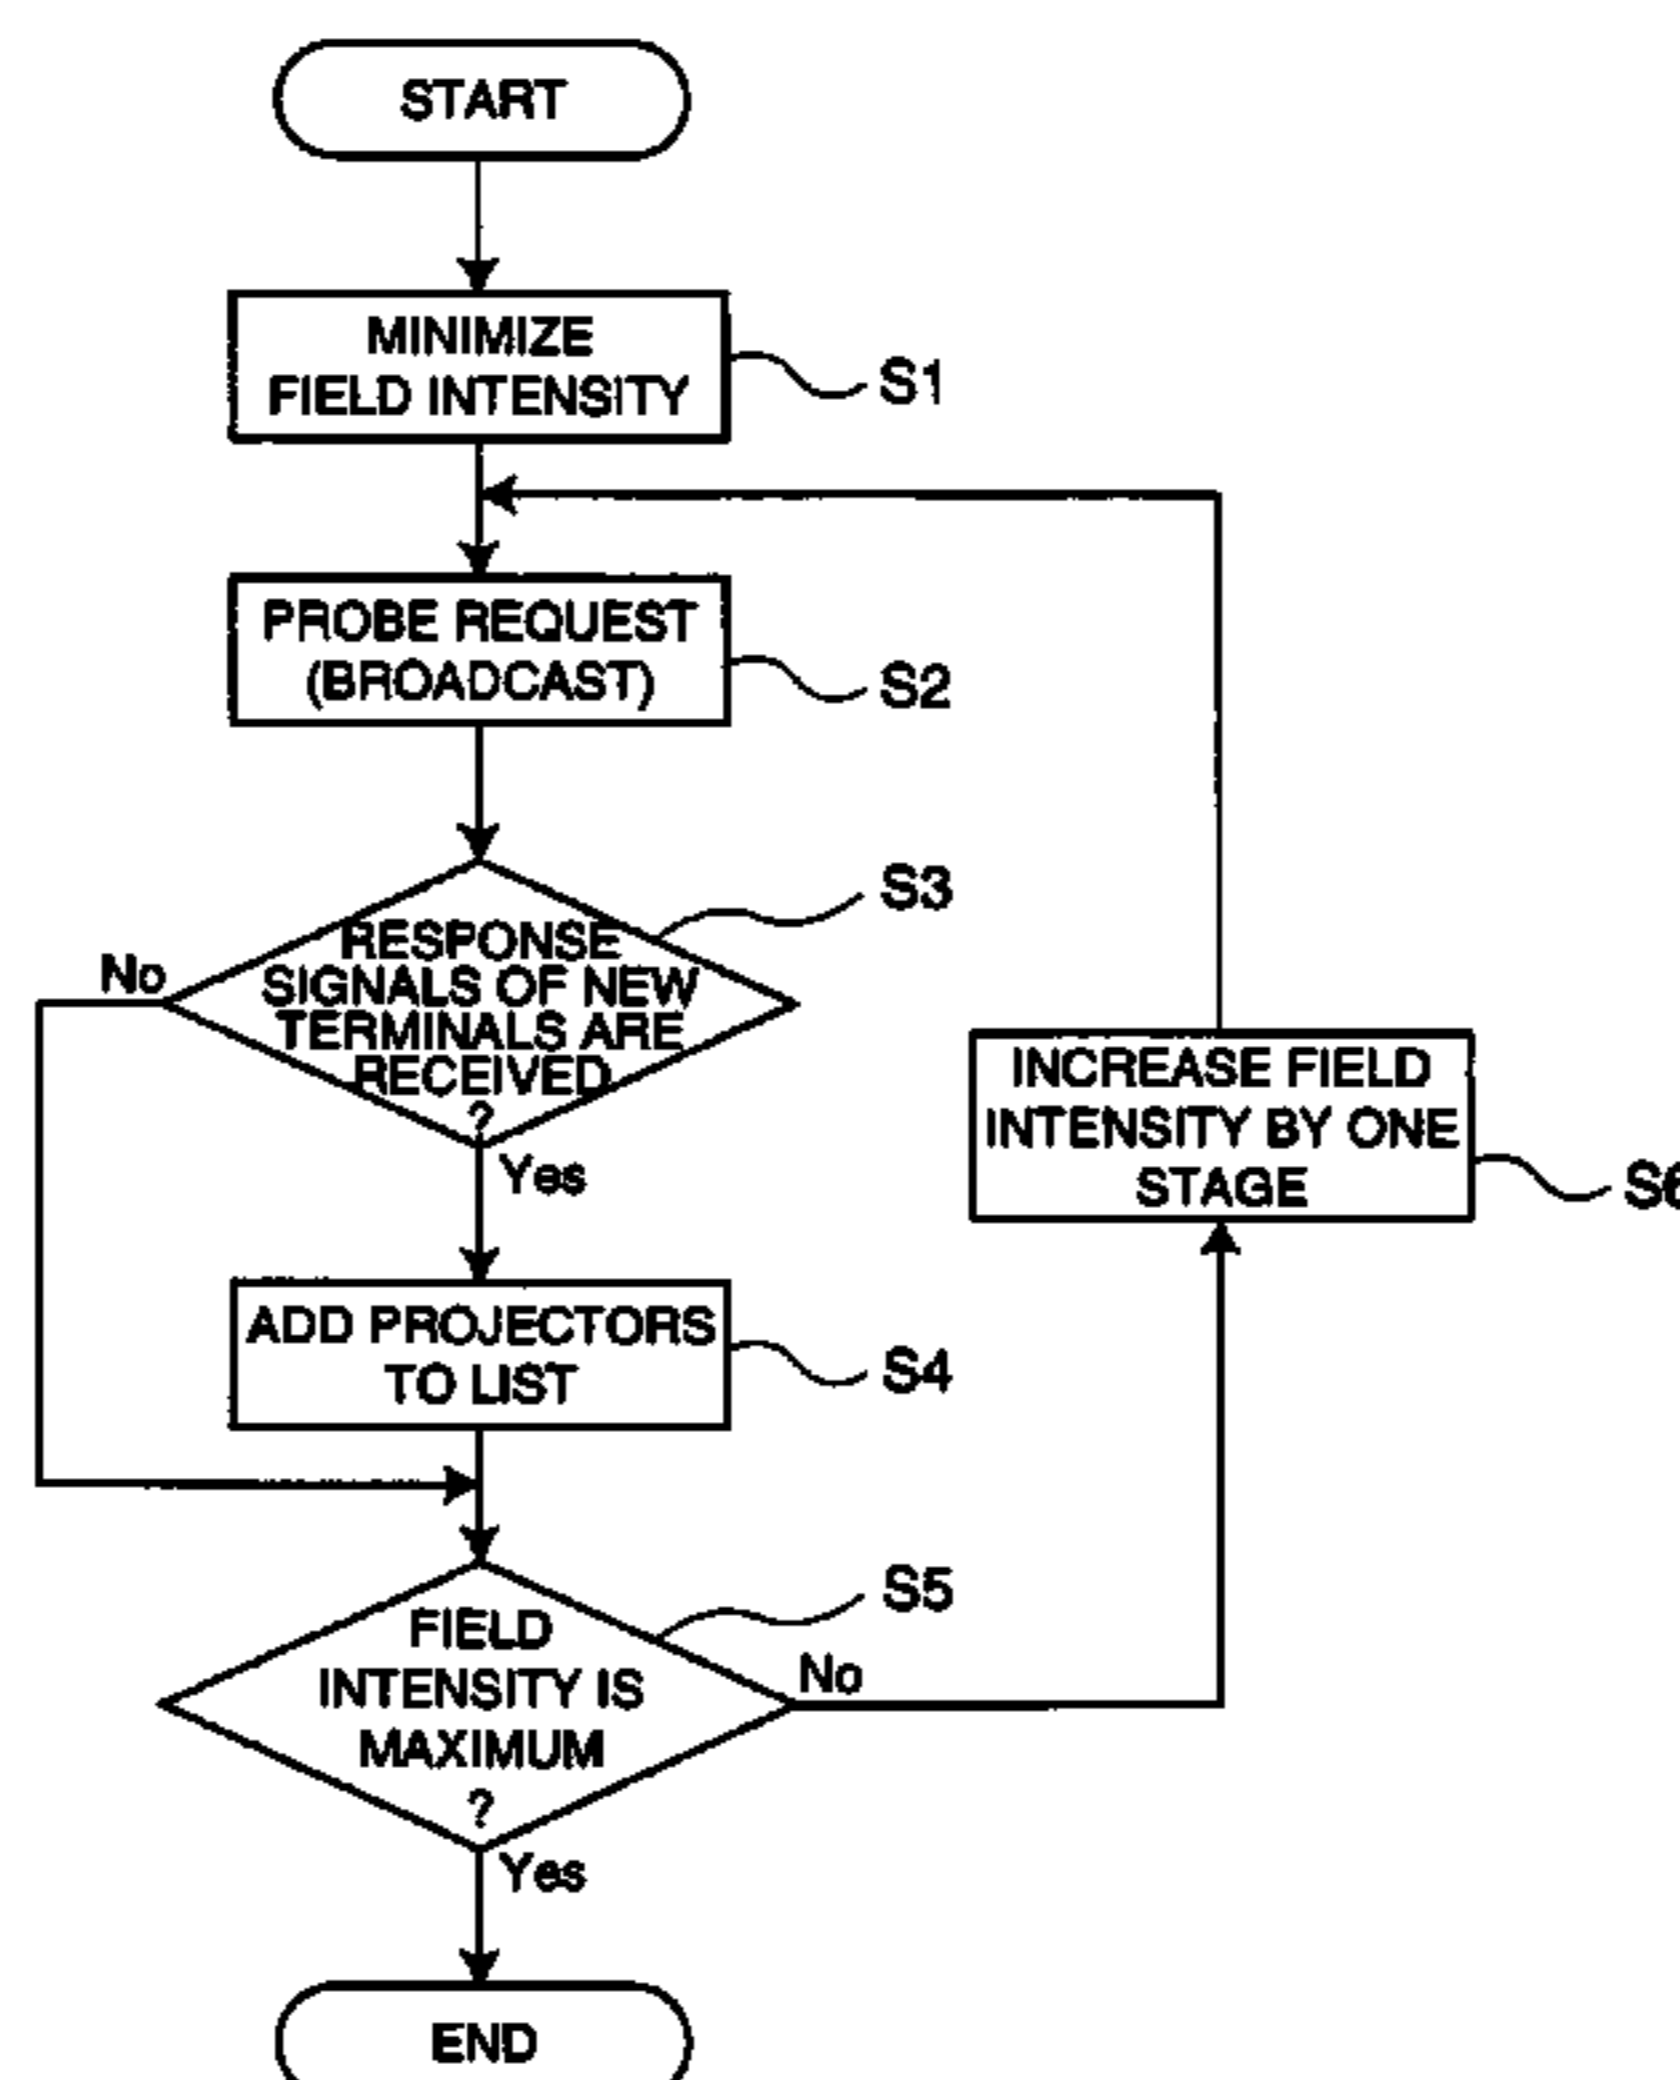 START
MINIMIZE
FIELD INTENSITY
S1
PROBE REQUEST
(BROADCAST)
S2
S3
RESPONSE
SIGNALS OF NEW
TERMINALS ARE
RECEIVED
?
No
Yes
INCREASE FIELD
INTENSITY BY ONE
STAGE
S6
ADD PROJECTORS
TO LIST
S4
S5
FIELD
INTENSITY IS
MAXIMUM
?
No
Yes
END